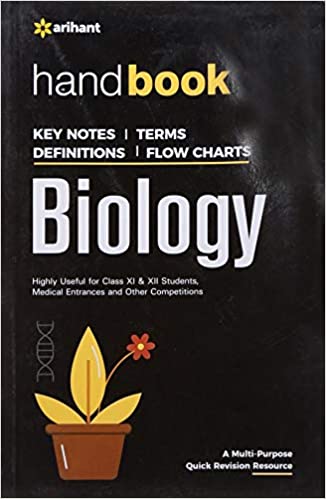 arihant
handbook
KEY NOTES | TERMS
DEFINITIONS | FLOW CHARTS
Biology
Highly Useful for Class XI & XII Students,
Medical Entrances and Other Competitions
A Multi-Purpose
Quick Revision Resource